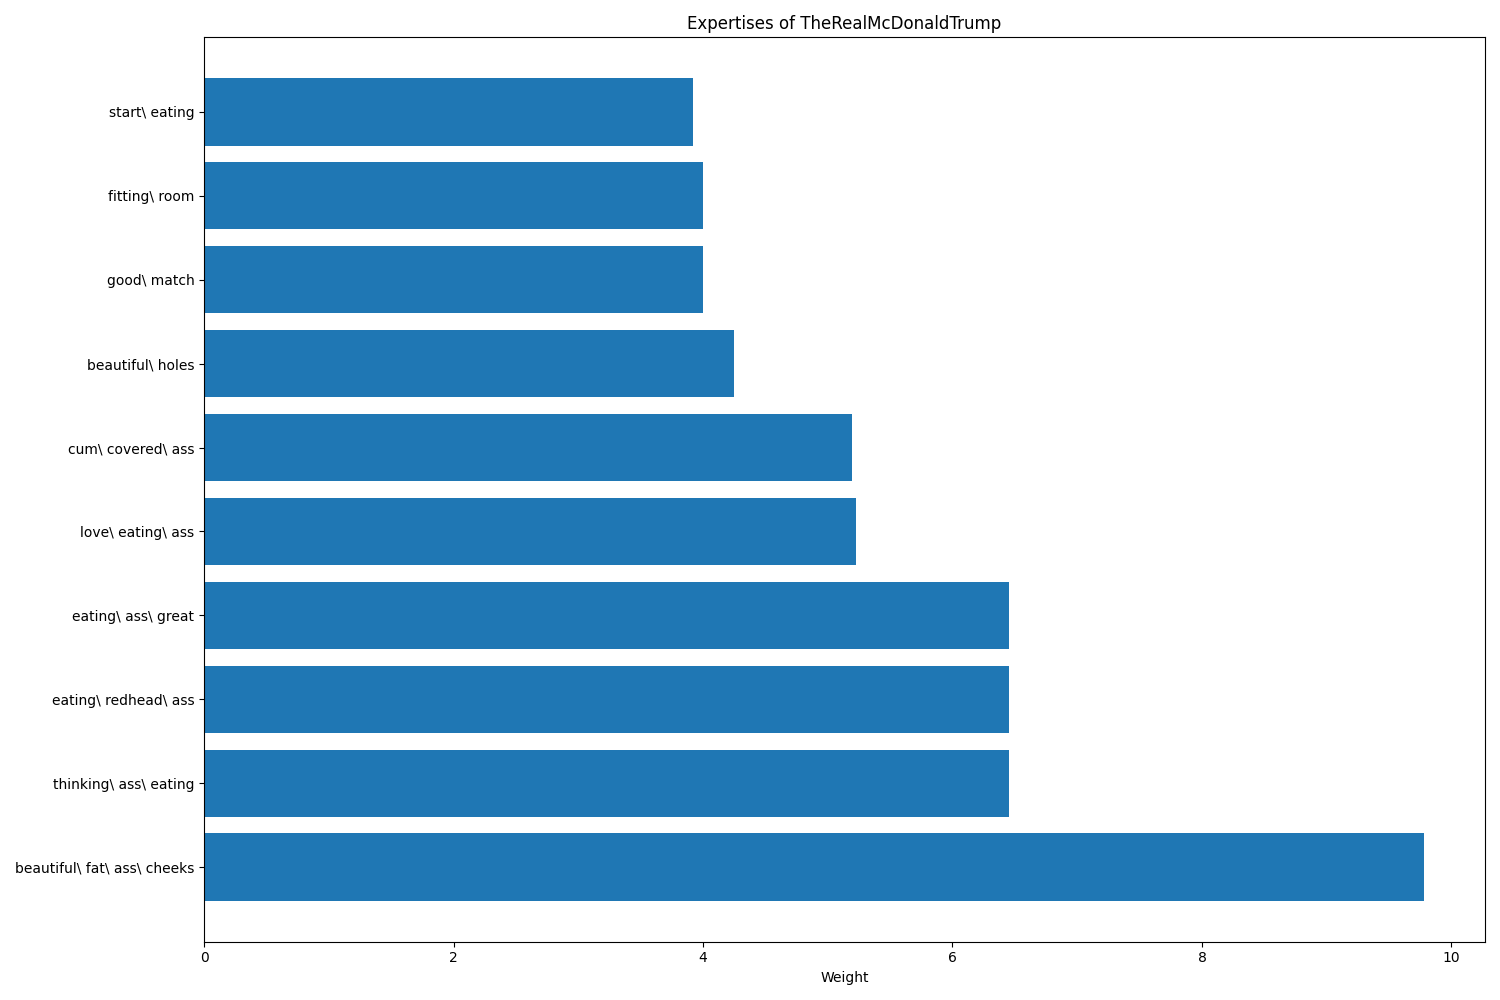 Expertises of TheRealMcDonaldTrump
start\ eating
fitting\ room
good\ match
beautiful\ holes
cum\ covered\ ass
love\ eating\ ass
eating\ ass\ great
eating\ redhead\ ass
thinking\ ass\ eating
beautiful\ fat\ ass\ cheeks
0 2 4 6 8 10
Weight